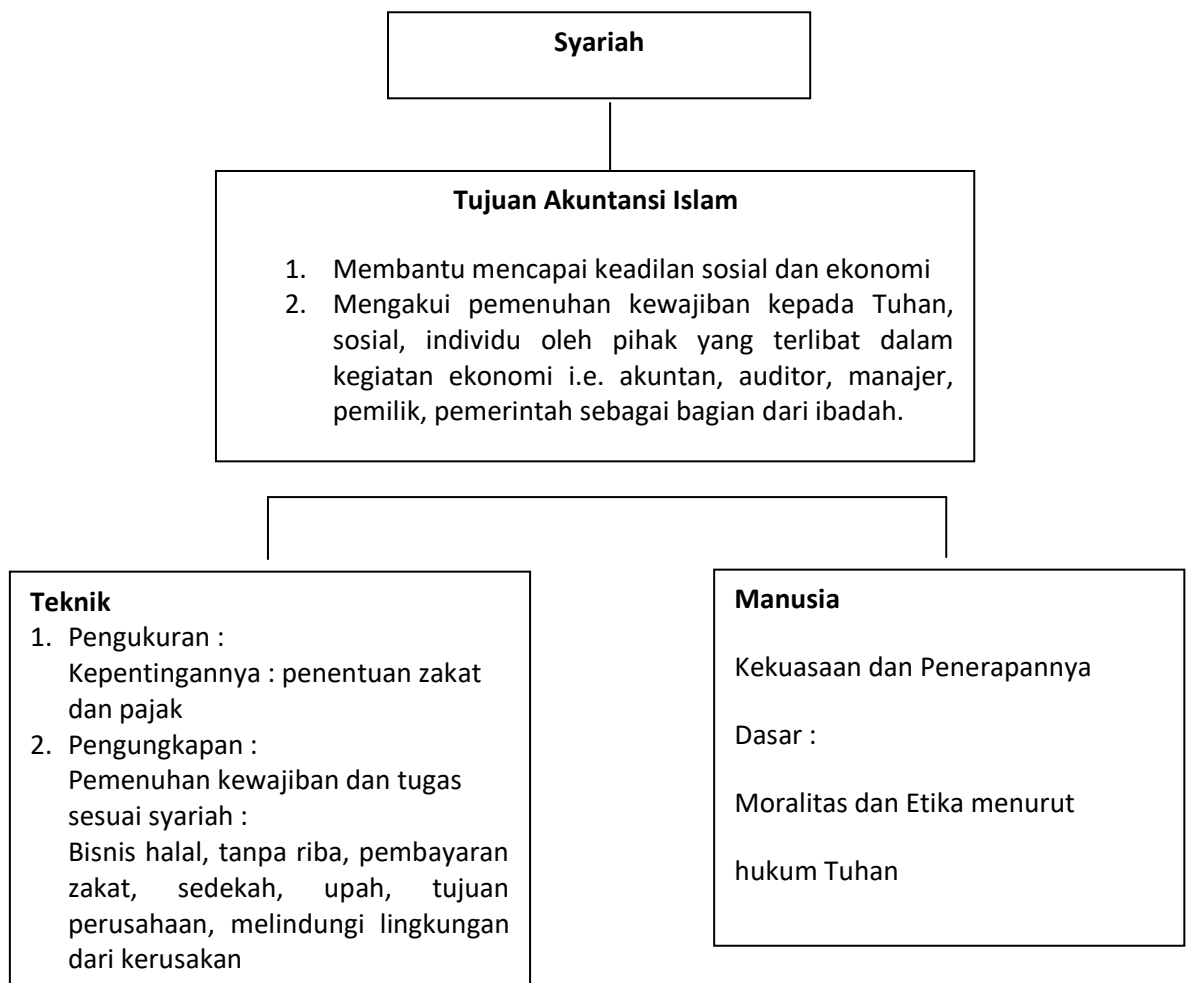 Syariah
Tujuan Akuntansi Islam
1. Membantu mencapai keadilan sosial dan ekonomi
2. Mengakui pemenuhan kewajiban kepada Tuhan,
sosial, individu oleh pihak yang terlibat dalam
kegiatan ekonomi i.e. akuntan, auditor, manajer,
pemilik, pemerintah sebagai bagian dari ibadah.
Teknik
1. Pengukuran :
Kepentingannya : penentuan zakat
dan pajak
2. Pengungkapan :
Pemenuhan kewajiban dan tugas
sesuai syariah :
Bisnis halal, tanpa riba, pembayaran
zakat, sedekah, upah, tujuan
perusahaan, melindungi lingkungan
dari kerusakan
Manusia
Kekuasaan dan Penerapannya
Dasar :
Moralitas dan Etika menurut
hukum Tuhan